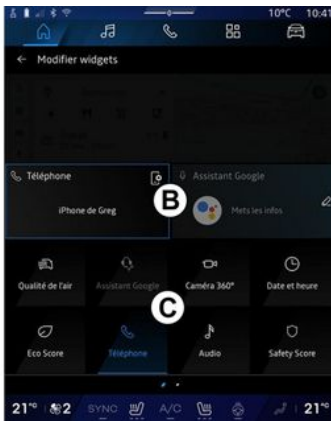 10°C 10:41
← Modifier widgets
Téléphone
Assistant Google
B
iPhone de Greg
Mets les infos
Qualité de l'air
Assistant Google
Caméra 360°
Date et heure
C
Eco Score
Téléphone
Audio
Safety Score
21°° 2 SYNC A/C 21°°